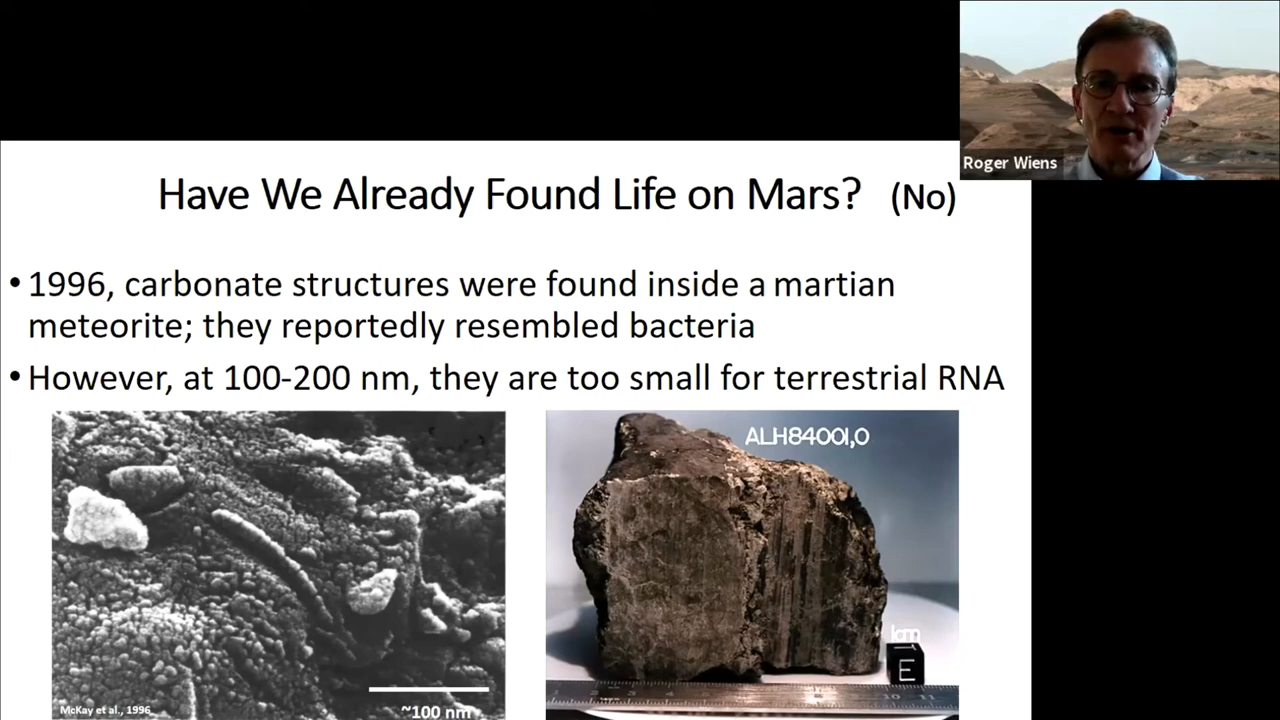 Roger Wiens
Have We Already Found Life on Mars? (No)
• 1996, carbonate structures were found inside a martian
meteorite; they reportedly resembled bacteria
• However, at 100-200 nm, they are too small for terrestrial RNA
McKay et al., 1996
~100 nm
ALH84001,0
1cm
E